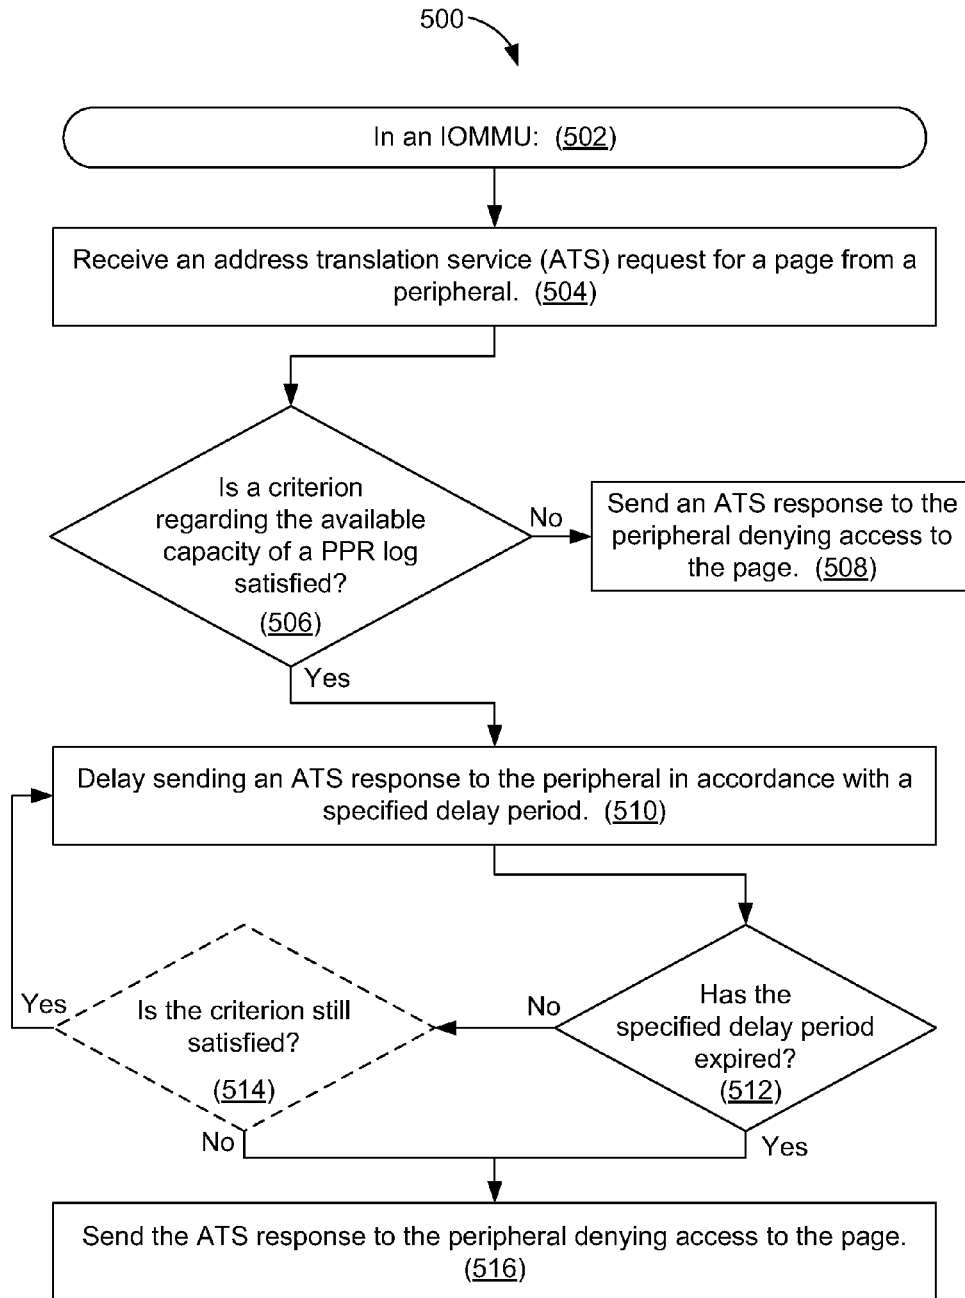 500
In an IOMMU: (502)
Receive an address translation service (ATS) request for a page from a
peripheral. (504)
Is a criterion
regarding the available
capacity of a PPR log
satisfied?
(506)
No
Send an ATS response to the
peripheral denying access to
the page. (508)
Yes
Delay sending an ATS response to the peripheral in accordance with a
specified delay period. (510)
Has the
specified delay period
expired?
(512)
No
Is the criterion still
satisfied?
(514)
Yes
No
Yes
Send the ATS response to the peripheral denying access to the page.
(516)